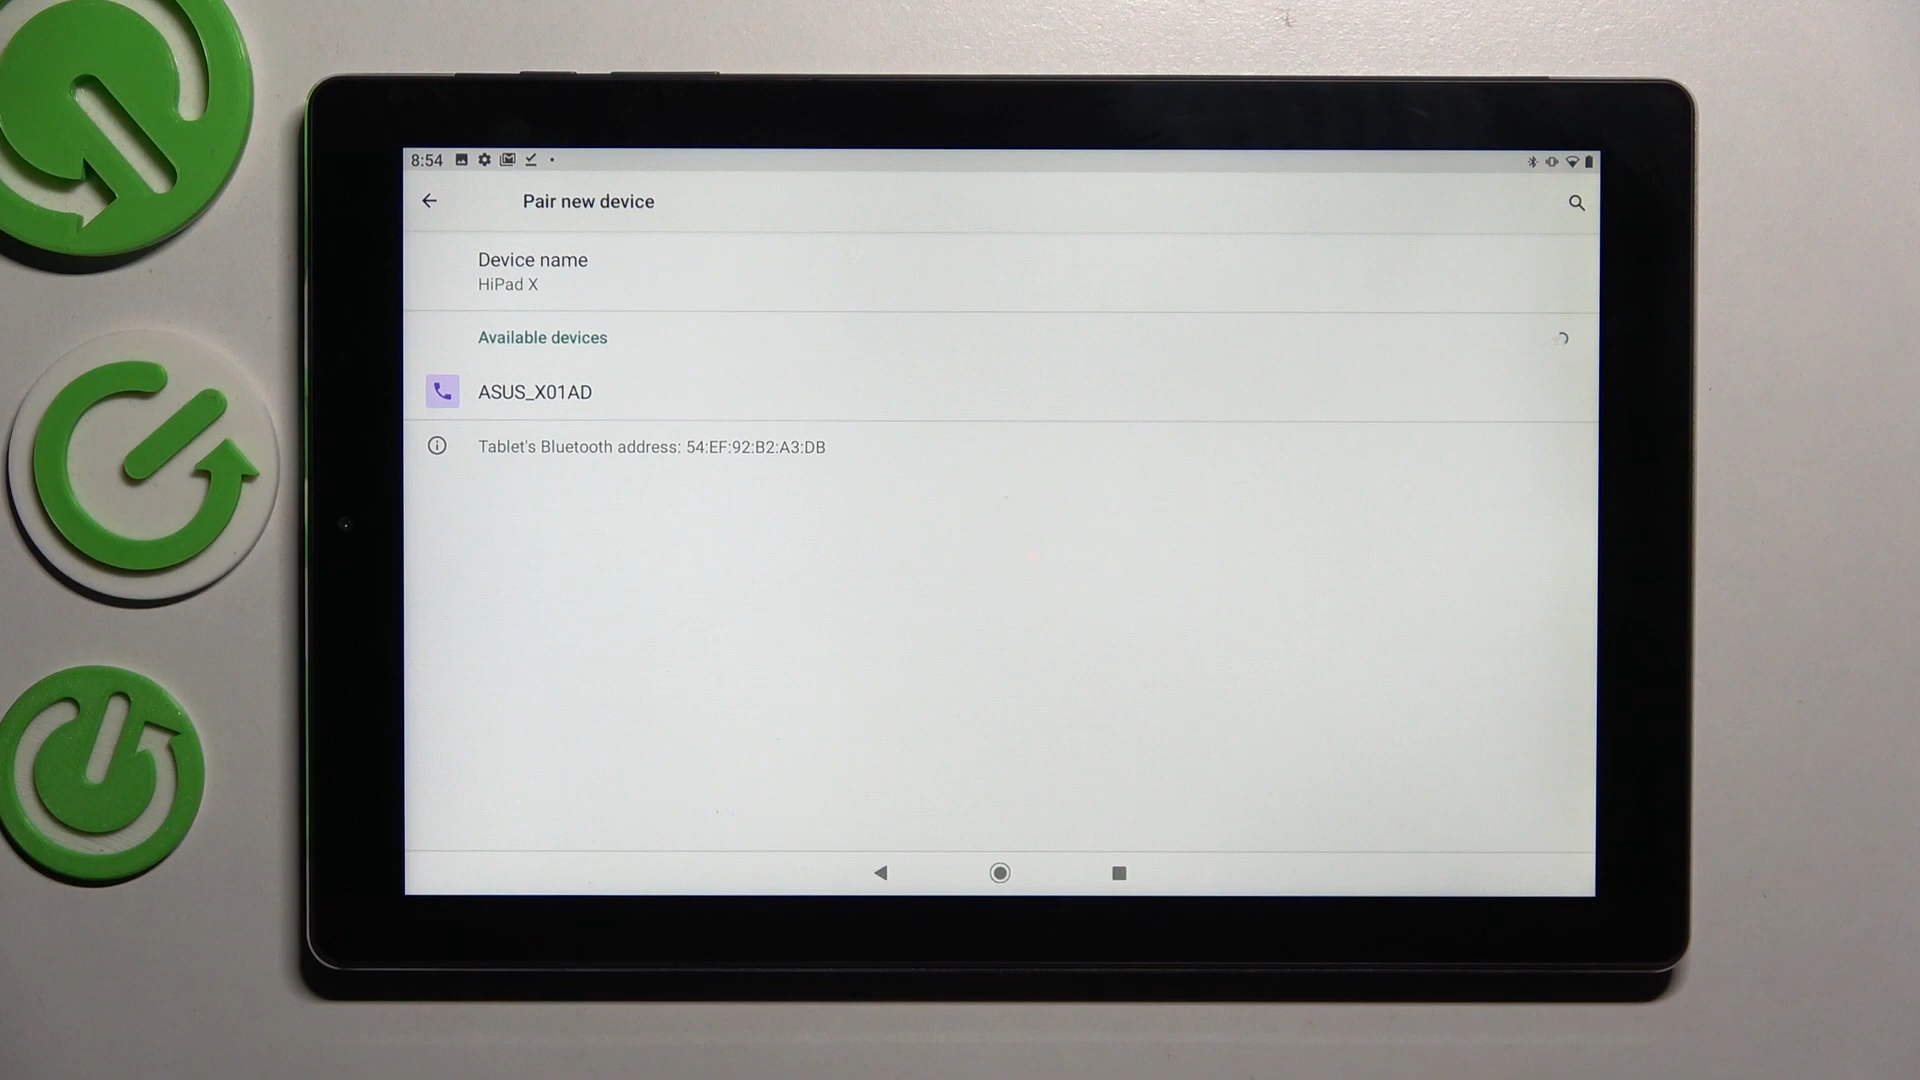 8:54
Pair new device
Device name
HiPad X
Available devices
ASUS_X01AD
Tablet's Bluetooth address: 54:EF:92:B2:A3:DB